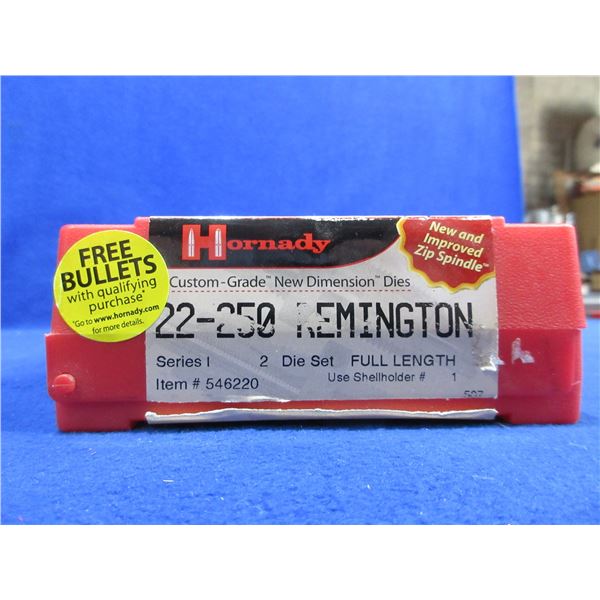 Hornady
New and
Improved
Zip Spindle™
FREE
BULLETS
with qualifying
purchase*
*Go to www.hornady.com
for more details.
Custom-Grade™ New Dimension™ Dies
22-250 REMINGTON
Series I 2 Die Set FULL LENGTH
Item # 546220 Use Shellholder # 1